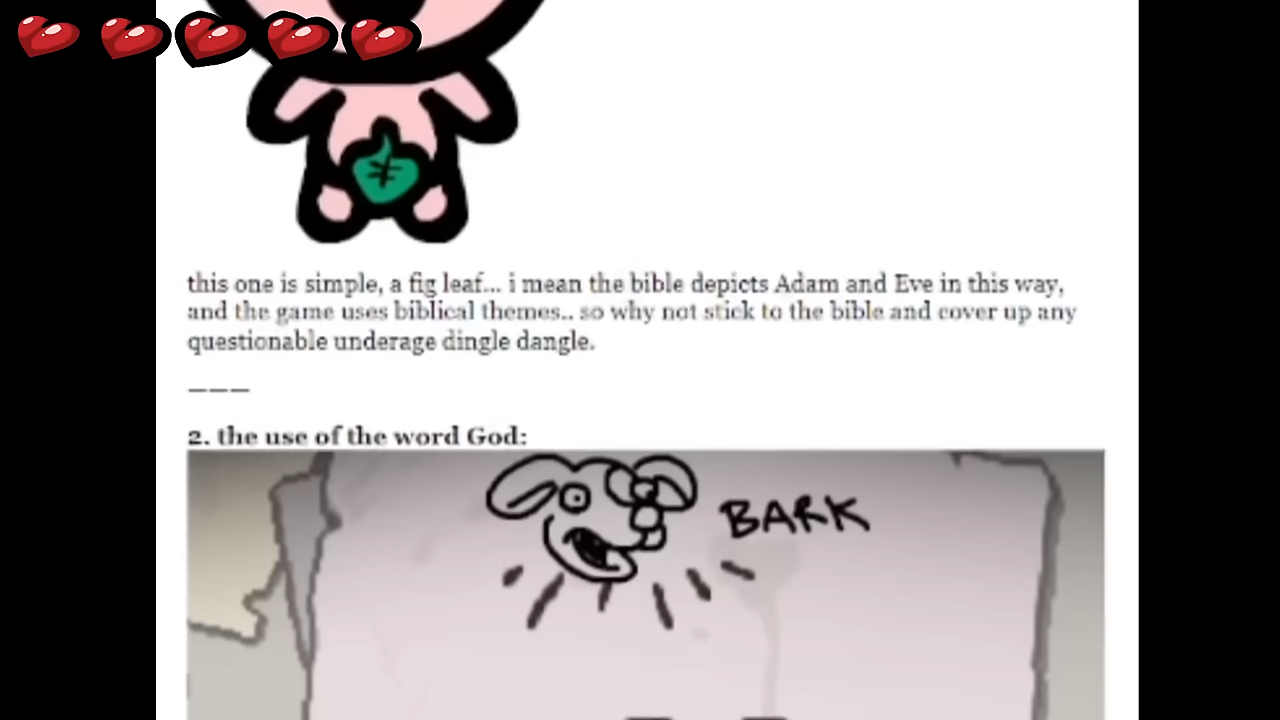 this one is simple, a fig leaf... i mean the bible depicts Adam and Eve in this way,
and the game uses biblical themes.. so why not stick to the bible and cover up any
questionable underage dingle dangle.
———
2. the use of the word God:
BARK